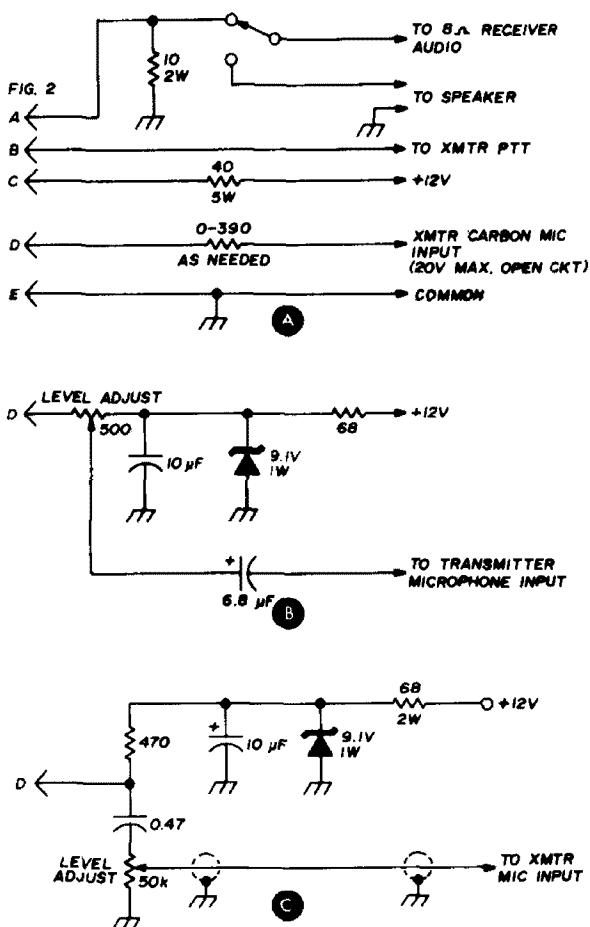 TO 8Ω RECEIVER
AUDIO
10
2W
FIG. 2
A
TO SPEAKER
B
TO XMTR PTT
C
40
5W
+12V
D
0-390
AS NEEDED
XMTR CARBON MIC
INPUT
(20V MAX, OPEN CKT)
E
COMMON
A
LEVEL ADJUST
D
500
68
+12V
10 μF
9.1V
1W
+
6.8 μF
TO TRANSMITTER
MICROPHONE INPUT
B
68
2W
+12V
470
+
10 μF
9.1V
1W
D
0.47
LEVEL
ADJUST
50k
TO XMTR
MIC INPUT
C